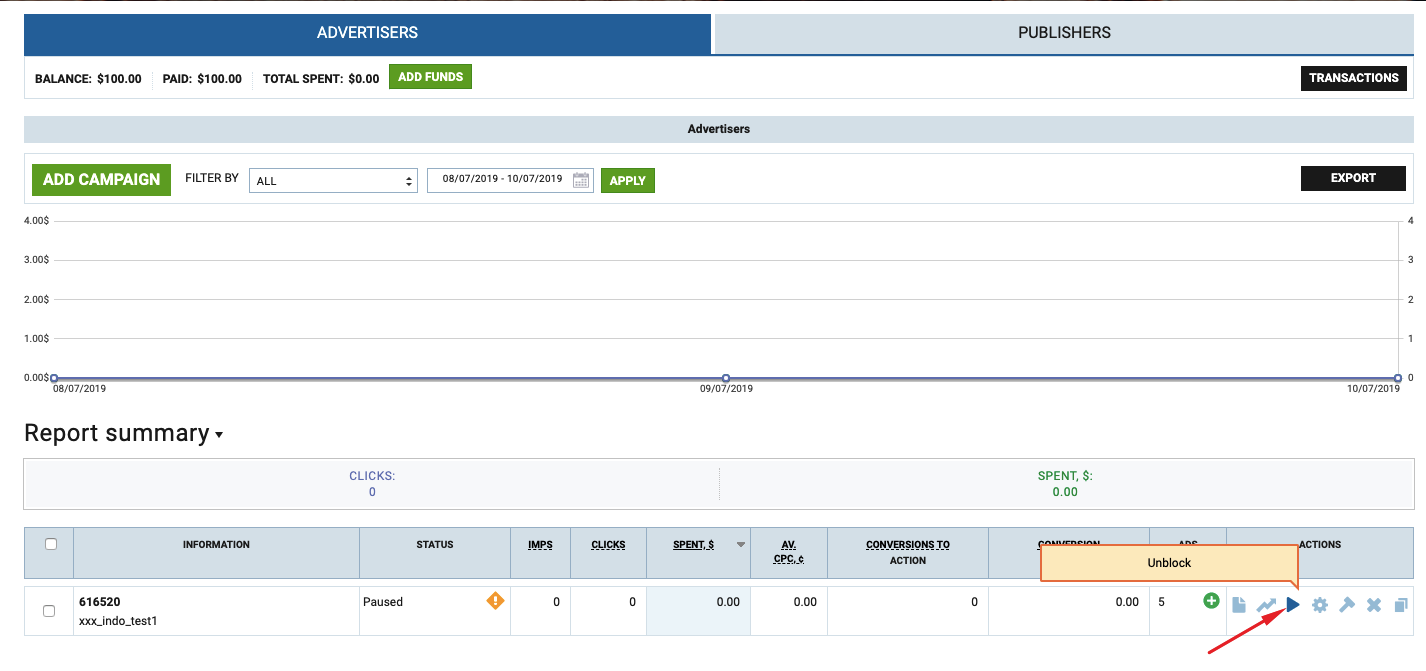 ADVERTISERS
PUBLISHERS
BALANCE: $100.00 PAID: $100.00 TOTAL SPENT: $0.00 ADD FUNDS
TRANSACTIONS
Advertisers
ADD CAMPAIGN FILTER BY ALL 08/07/2019 - 10/07/2019 APPLY
EXPORT
4.00$ 4
3.00$ 3
2.00$ 2
1.00$ 1
0.00$ 0
08/07/2019 09/07/2019 10/07/2019
Report summary
CLICKS: SPENT, $:
0 0.00
INFORMATION STATUS IMPS CLICKS SPENT, $ AV. CPC, ¢ CONVERSIONS TO ACTION CONVERSION ADS ACTIONS
Unblock
616520 Paused 0 0 0.00 0.00 0 0.00 5
xxx_indo_test1